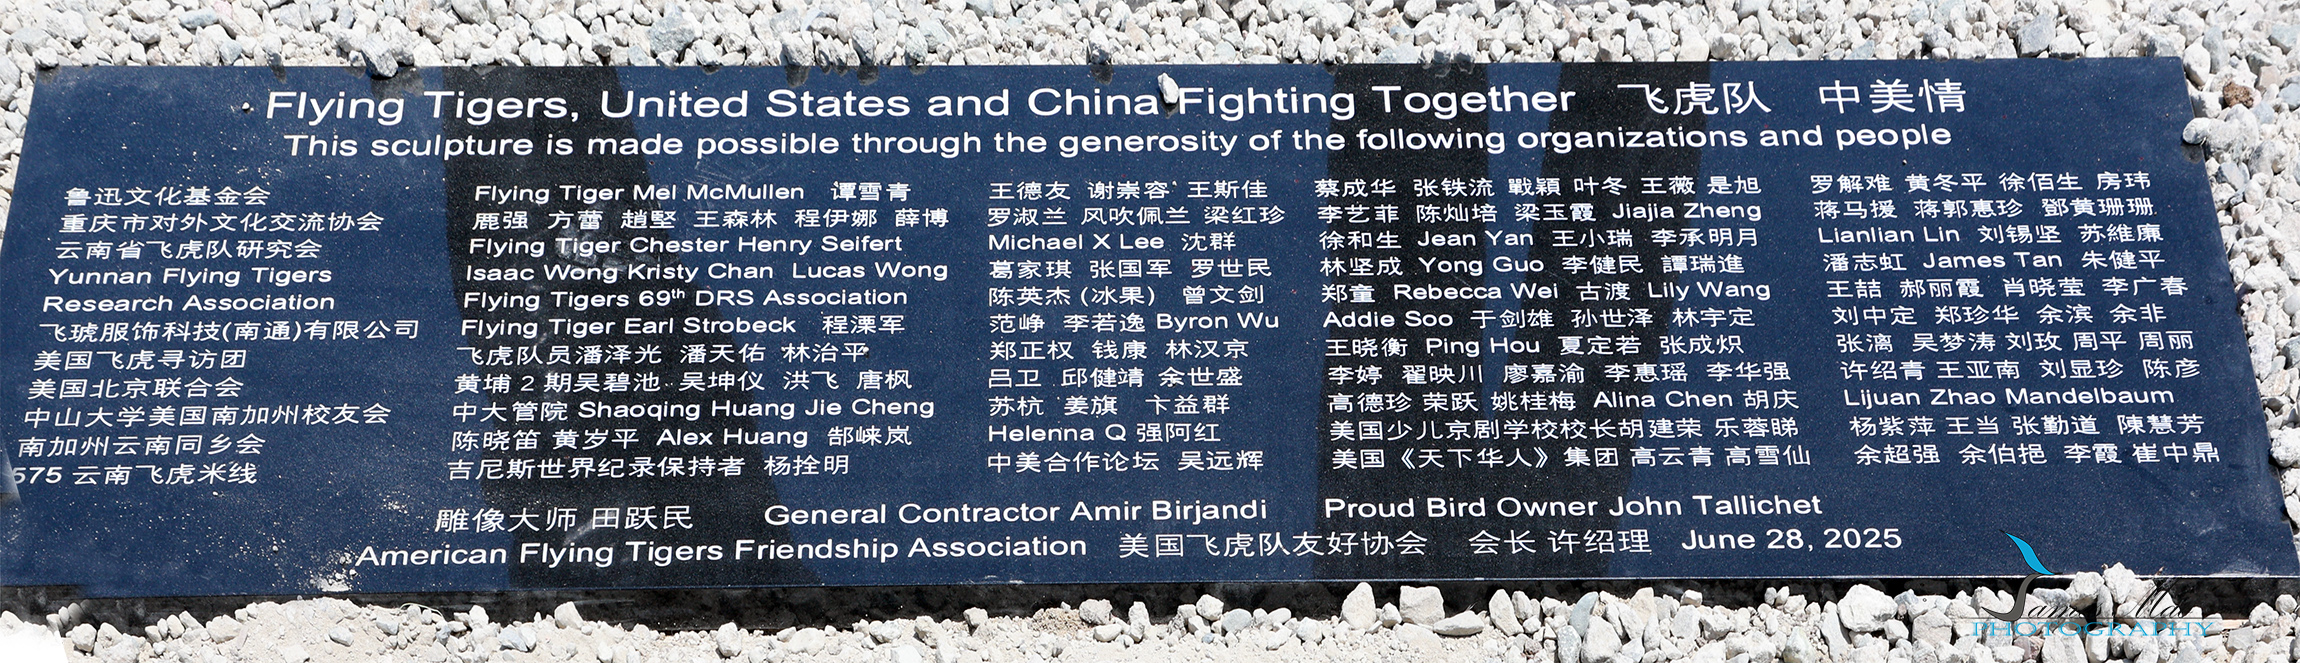 Flying Tigers, United States and China Fighting Together 飞虎队 中美情
This sculpture is made possible through the generosity of the following organizations and people
鲁迅文化基金会
重庆市对外文化交流协会
云南省飞虎队研究会
Yunnan Flying Tigers
Research Association
飞琥服饰科技(南通)有限公司
美国飞虎寻访团
美国北京联合会
中山大学美国南加州校友会
南加州云南同乡会
575 云南飞虎米线
Flying Tiger Mel McMullen 谭雪青
鹿强 方蕾 趙堅 王森林 程伊娜 薛博
Flying Tiger Chester Henry Seifert
Isaac Wong Kristy Chan Lucas Wong
Flying Tigers 69th DRS Association
Flying Tiger Earl Strobeck 程溧军
飞虎队员潘泽光 潘天佑 林治平
黄埔 2 期吴碧池 吴坤仪 洪飞 唐枫
中大管院 Shaoqing Huang Jie Cheng
陈晓笛 黄岁平 Alex Huang 郜崃岚
吉尼斯世界纪录保持者 杨拴明
王德友 谢崇容 王斯佳
罗淑兰 风吹佩兰 梁红珍
Michael X Lee 沈群
葛家琪 张国军 罗世民
陈英杰 (冰果) 曾文剑
范峥 李若逸 Byron Wu
郑正权 钱康 林汉京
吕卫 邱健靖 余世盛
苏杭 姜旗 卞益群
Helenna Q 强阿红
中美合作论坛 吴远辉
蔡成华 张铁流 戰穎 叶冬 王薇 是旭
李艺菲 陈灿培 梁玉霞 Jiajia Zheng
徐和生 Jean Yan 王小瑞 李承明月
林坚成 Yong Guo 李健民 譚瑞進
郑童 Rebecca Wei 古渡 Lily Wang
Addie Soo 于剑雄 孙世泽 林宇定
王晓衡 Ping Hou 夏定若 张成炽
李婷 翟映川 廖嘉渝 李惠瑶 李华强
高德珍 荣跃 姚桂梅 Alina Chen 胡庆
美国少儿京剧学校校长胡建荣 乐蓉睇
美国《天下华人》集团 高云青 高雪仙
罗解难 黄冬平 徐佰生 房玮
蒋马援 蒋郭惠珍 鄧黄珊珊
Lianlian Lin 刘锡坚 苏維廉
潘志虹 James Tan 朱健平
王喆 郝丽霞 肖晓莹 李广春
刘中定 郑珍华 余滨 余非
张漓 吴梦涛 刘玫 周平 周丽
许绍青 王亚南 刘显珍 陈彦
Lijuan Zhao Mandelbaum
杨紫萍 王当 张勤道 陳慧芳
余超强 余伯挹 李霞 崔中鼎
雕像大师 田跃民 General Contractor Amir Birjandi Proud Bird Owner John Tallichet
American Flying Tigers Friendship Association 美国飞虎队友好协会 会长 许绍理 June 28, 2025
James Ma
PHOTOGRAPHY